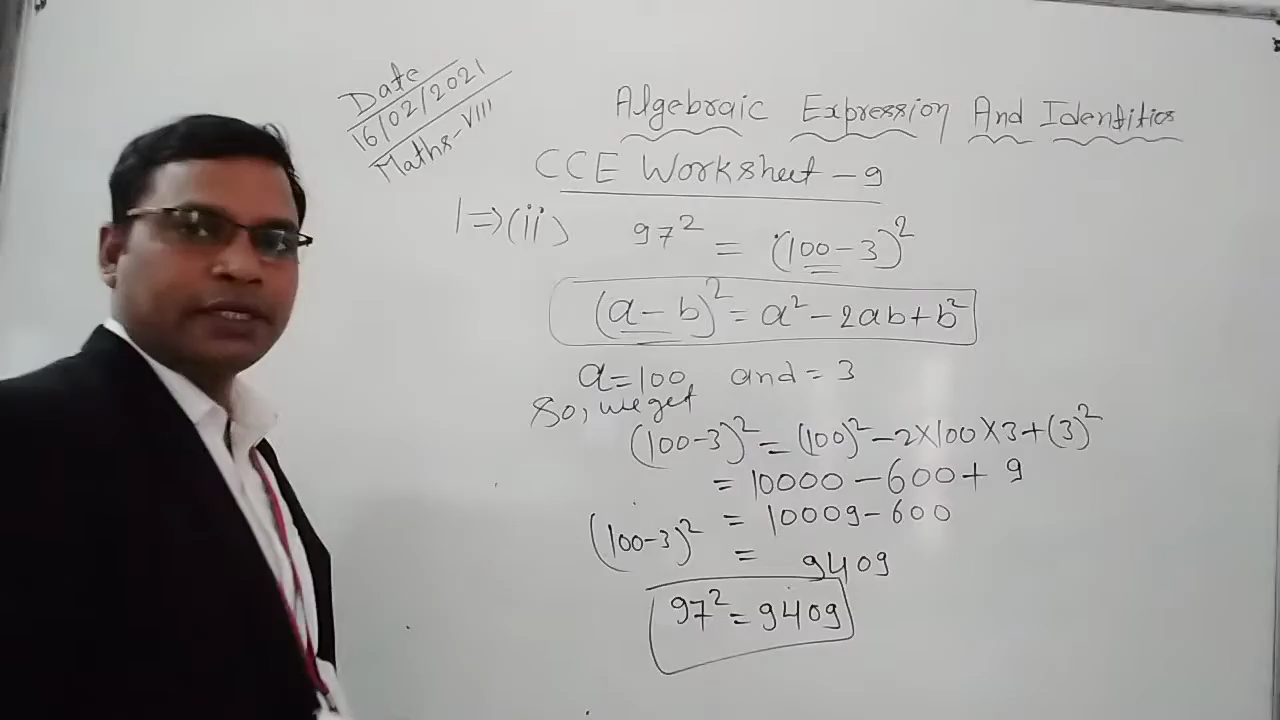 Date
16/02/2021
Maths-VIII
Algebraic Expression And Identities
CCE Worksheet - 9
1⇒(ii) 97² = (100-3)²
(a-b)² = a²-2ab+b²
a=100, and = 3
So, we get
(100-3)² = (100)²-2×100×3+(3)²
= 10000-600+9
= 10009-600
(100-3)² = 9409
97² = 9409